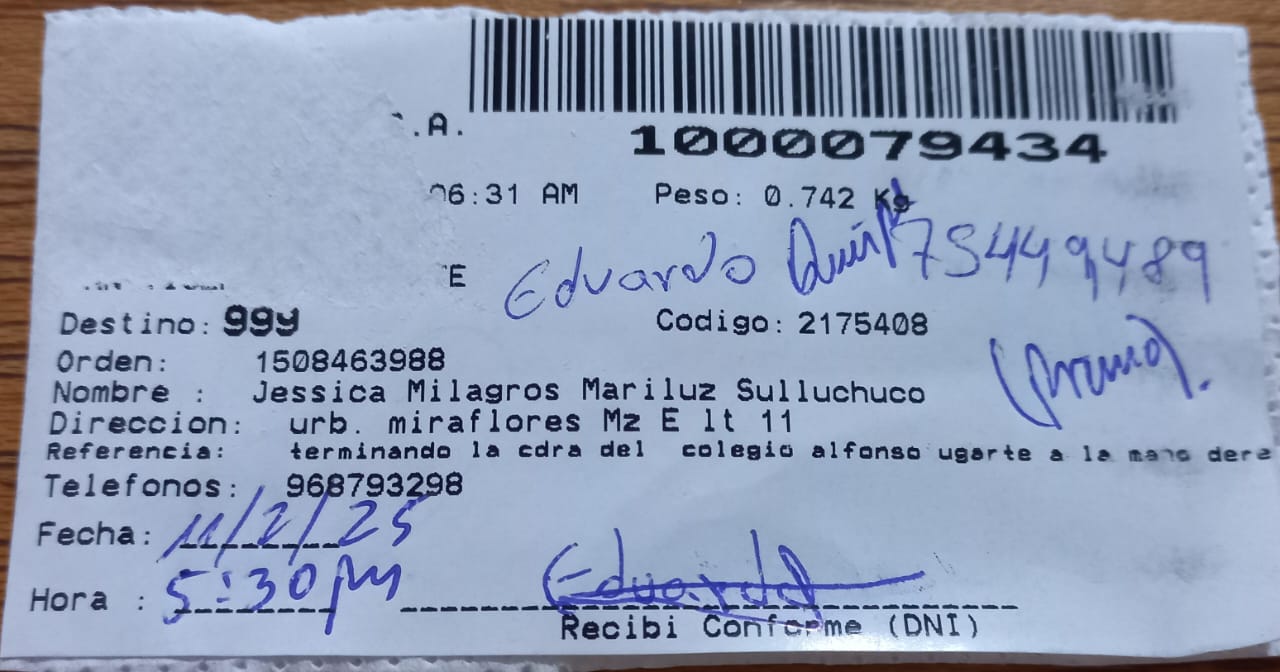 .A.
1000079434
06:31 AM Peso: 0.742 Kg
E Eduardo 75449489
Destino: 99y Codigo: 2175408
Orden: 1508463988
Nombre : Jessica Milagros Mariluz Sulluchuco
Direccion: urb. miraflores Mz E lt 11
Referencia: terminando la cdra del colegio alfonso ugarte a la mano dere
Telefonos: 968793298
Fecha: 11/2/25
Hora : 5:30pm Eduardo
Recibi Conforme (DNI)